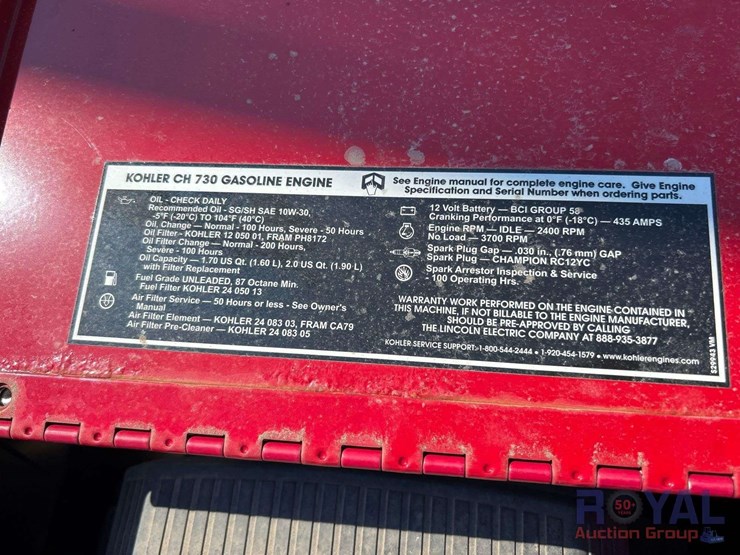 KOHLER CH 730 GASOLINE ENGINE
See Engine manual for complete engine care. Give Engine
Specification and Serial Number when ordering parts.
OIL - CHECK DAILY
Recommended Oil - SG/SH SAE 10W-30,
-5°F (-20°C) TO 104°F (40°C)
Oil, Change - Normal - 100 Hours, Severe - 50 Hours
Oil Filter - KOHLER 12 050 01, FRAM PH8172
Oil Filter Change - Normal - 200 Hours,
Severe - 100 Hours
Oil Capacity - 1.70 US Qt. (1.60 L), 2.0 US Qt. (1.90 L)
with Filter Replacement
Fuel Grade UNLEADED, 87 Octane Min.
Fuel Filter KOHLER 24 050 13
Air Filter Service — 50 Hours or less - See Owner's
Manual
Air Filter Element — KOHLER 24 083 03, FRAM CA79
Air Filter Pre-Cleaner — KOHLER 24 083 05
12 Volt Battery — BCI GROUP 58
Cranking Performance at 0°F (-18°C) — 435 AMPS
Engine RPM — IDLE — 2400 RPM
No Load — 3700 RPM
Spark Plug Gap — .030 in., (.76 mm) GAP
Spark Plug — CHAMPION RC12YC
Spark Arrestor Inspection & Service
- 100 Operating Hrs.
WARRANTY WORK PERFORMED ON THE ENGINE CONTAINED IN
THIS MACHINE, IF NOT BILLABLE TO THE ENGINE MANUFACTURER,
SHOULD BE PRE-APPROVED BY CALLING
THE LINCOLN ELECTRIC COMPANY AT 888-935-3877
KOHLER SERVICE SUPPORT:1-800-544-2444 • 1-920-454-1579 • www.kohlerengines.com
S29943 VM
ROYAL
50+
Auction Group